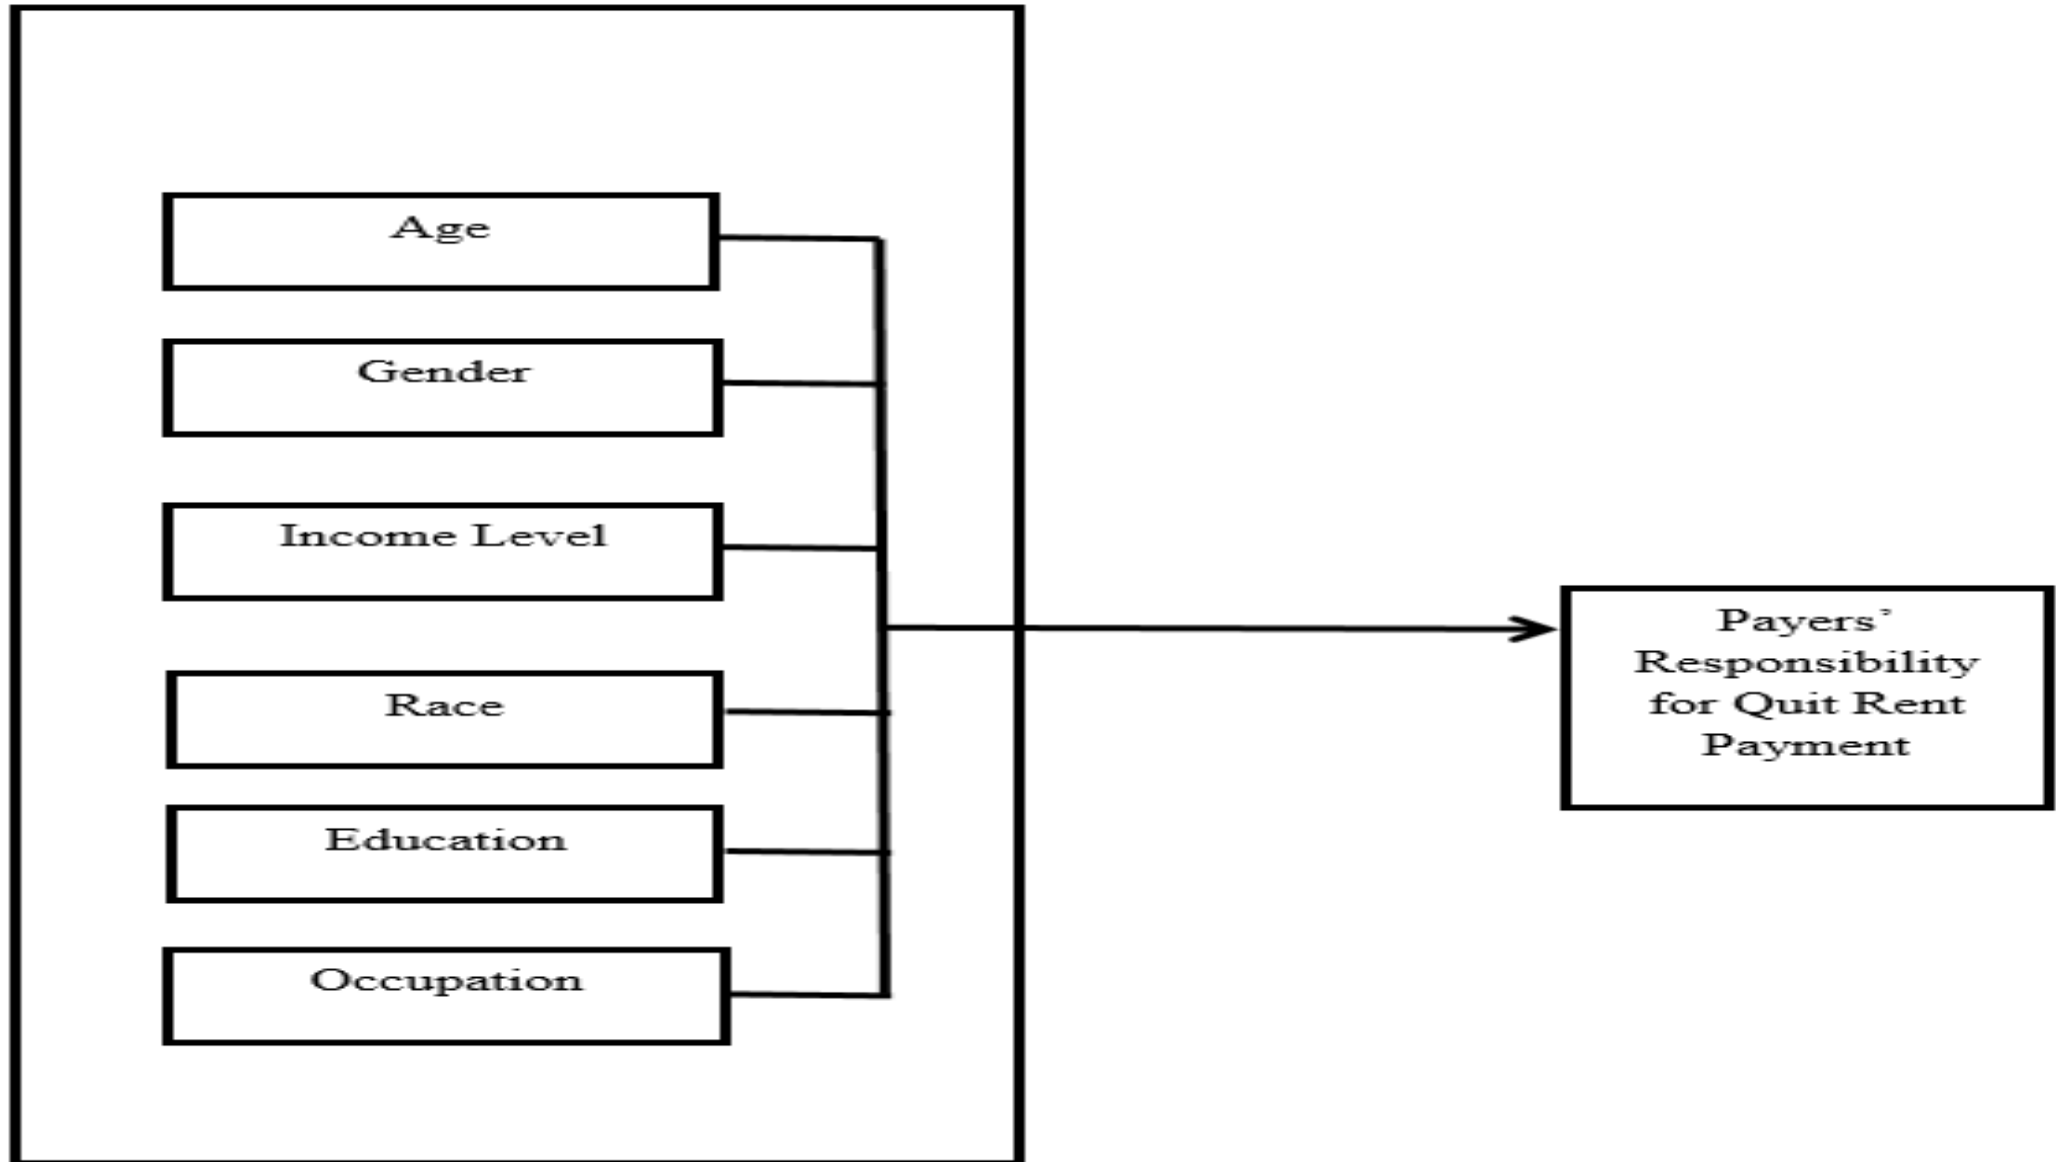 Age
Gender
Income Level
Race
Education
Occupation
Payers’
Responsibility
for Quit Rent
Payment